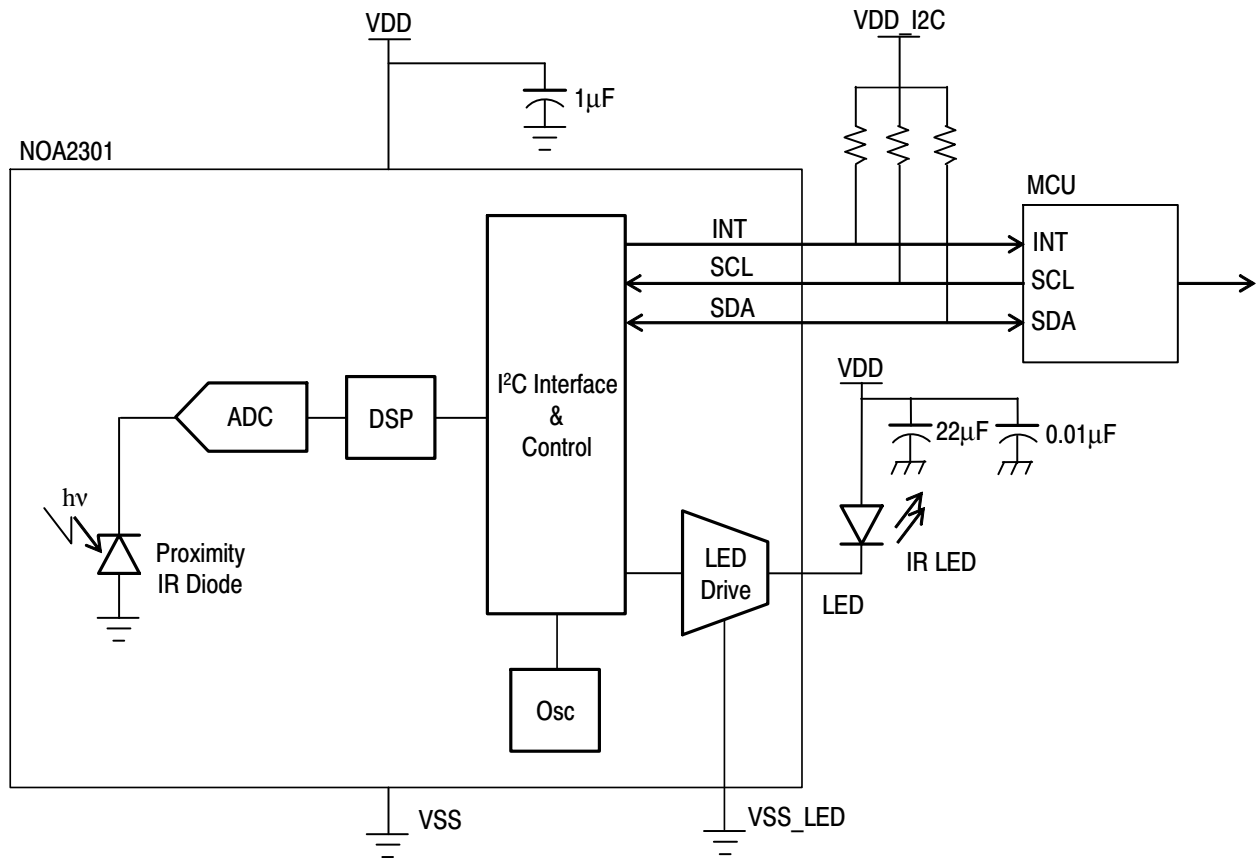 VDD
VDD_I2C
1μF
NOA2301
MCU
INT
INT
SCL
SCL
SDA
SDA
VDD
I²C Interface
&
Control
ADC
DSP
22μF
0.01μF
hν
Proximity
IR Diode
LED
Drive
IR LED
LED
Osc
VSS
VSS_LED